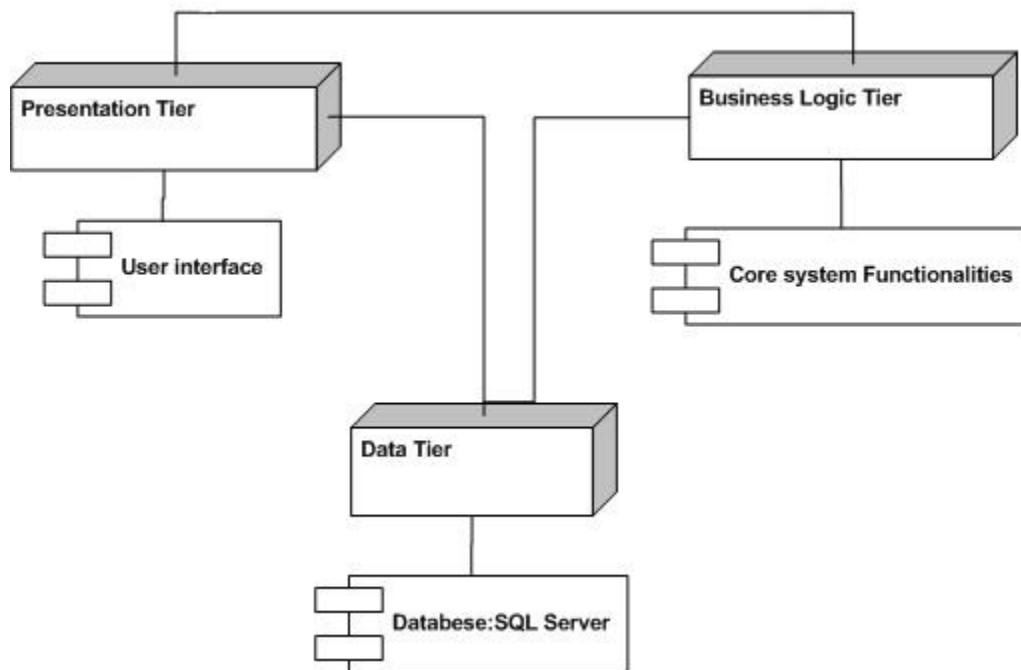 Presentation Tier
Business Logic Tier
User interface
Core system Functionalities
Data Tier
Databese:SQL Server